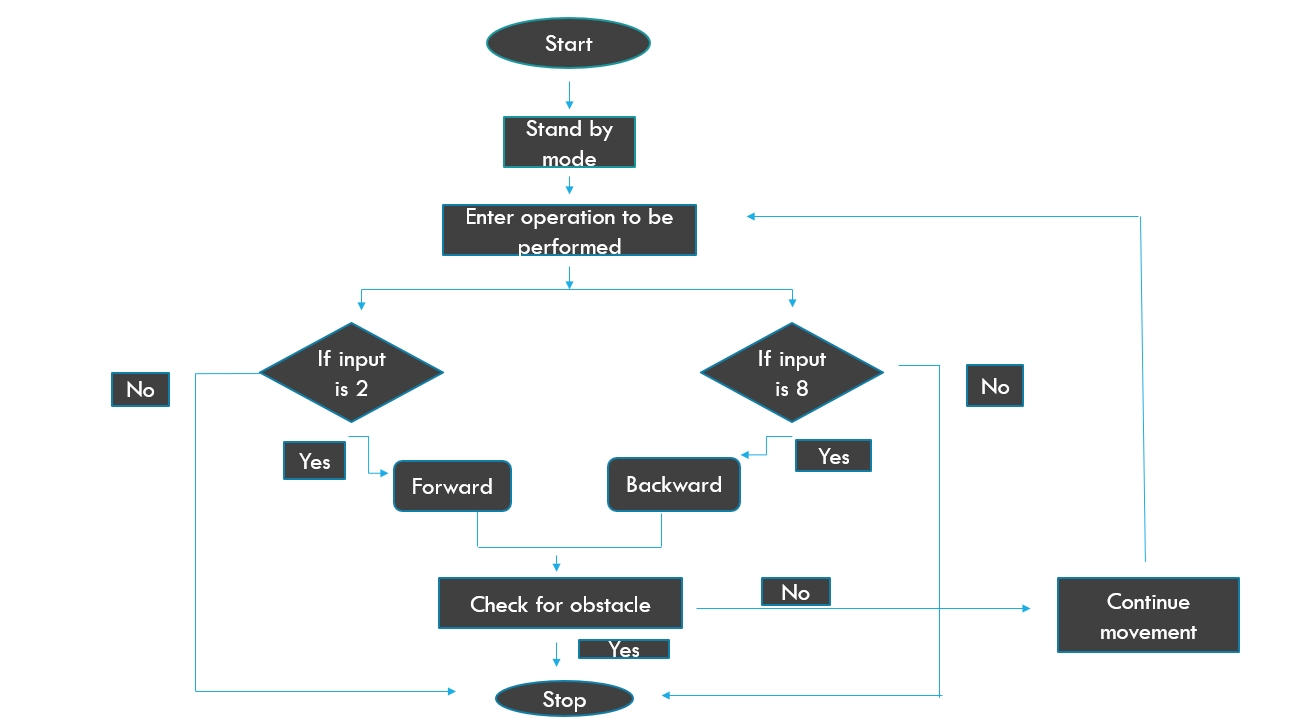 Start
Stand by
mode
Enter operation to be
performed
If input
is 2
If input
is 8
No
No
Yes
Yes
Forward
Backward
No
Check for obstacle
Continue
movement
Yes
Stop